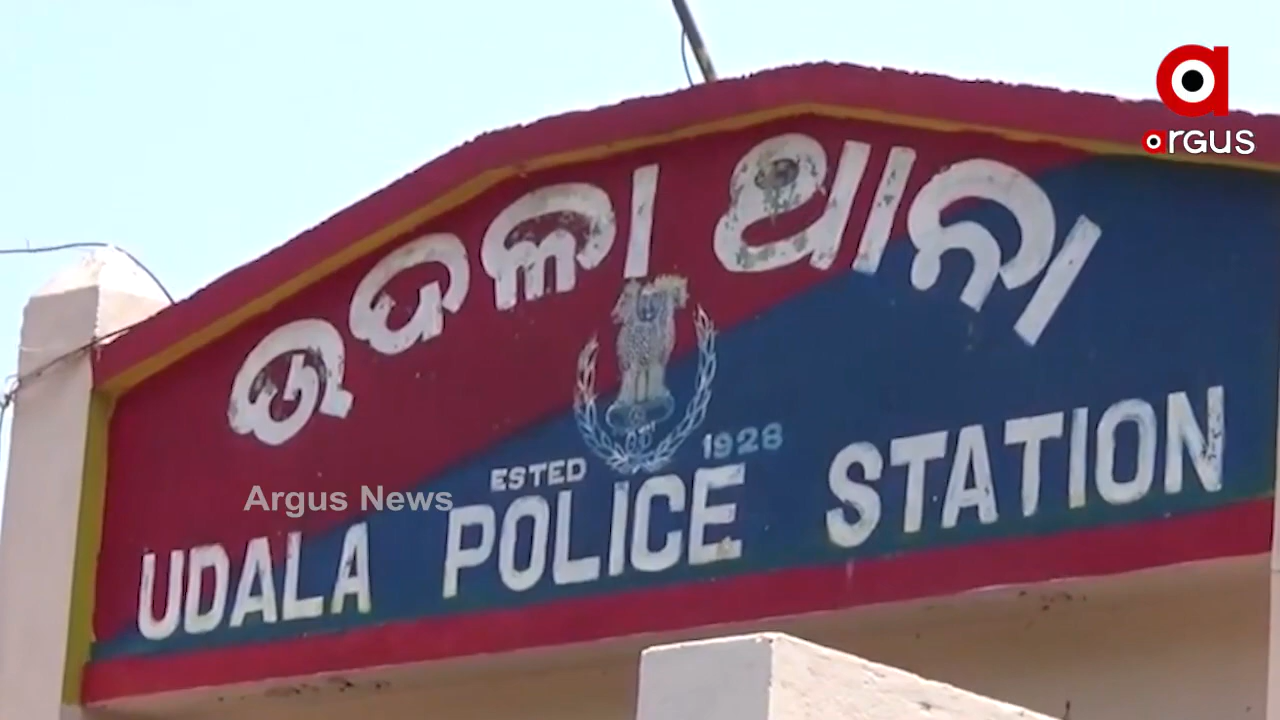 argus
ଉଦଳା ଥାନା
ESTED 1928
Argus News
UDALA POLICE STATION